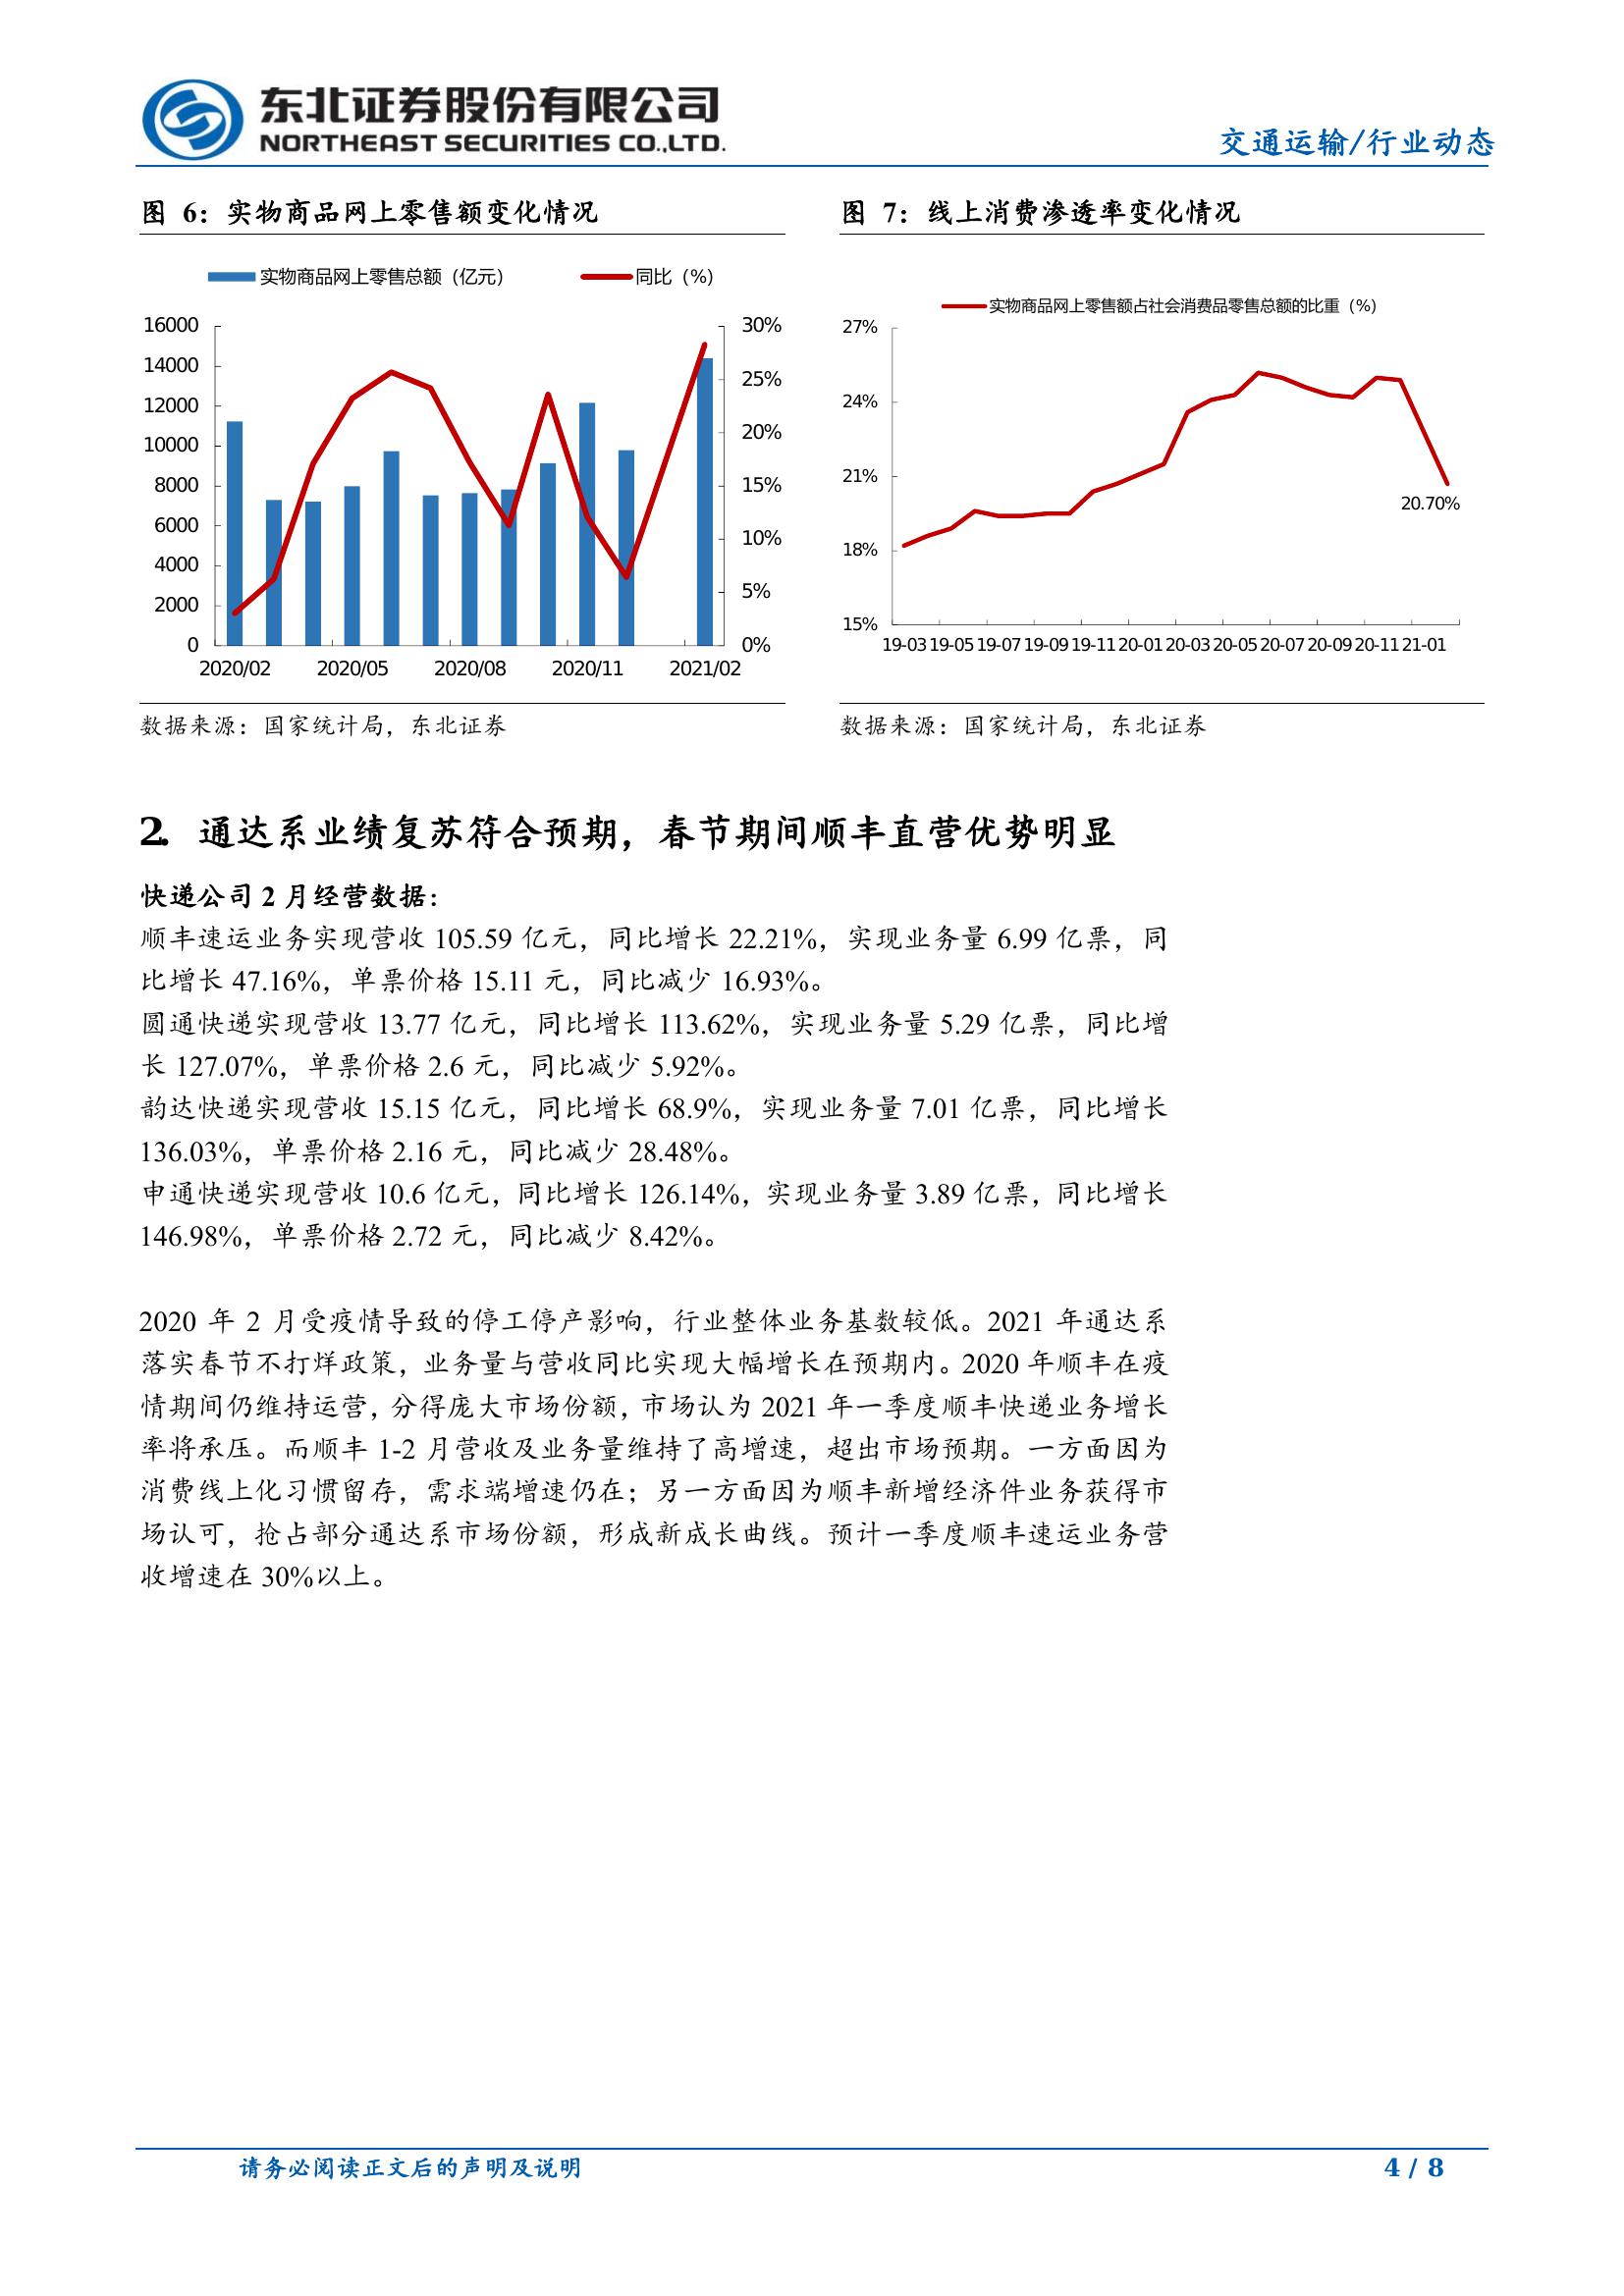 东北证券股份有限公司
NORTHEAST SECURITIES CO.,LTD.
交通运输/行业动态
图 6：实物商品网上零售额变化情况
实物商品网上零售总额（亿元）
同比（%）
16000
14000
12000
10000
8000
6000
4000
2000
0
30%
25%
20%
15%
10%
5%
0%
2020/02 2020/05 2020/08 2020/11 2021/02
数据来源：国家统计局，东北证券
图 7：线上消费渗透率变化情况
实物商品网上零售额占社会消费品零售总额的比重（%）
27%
24%
21%
18%
15%
20.70%
19-03 19-05 19-07 19-09 19-11 20-01 20-03 20-05 20-07 20-09 20-11 21-01
数据来源：国家统计局，东北证券
2. 通达系业绩复苏符合预期，春节期间顺丰直营优势明显
快递公司 2 月经营数据：
顺丰速运业务实现营收 105.59 亿元，同比增长 22.21%，实现业务量 6.99 亿票，同
比增长 47.16%，单票价格 15.11 元，同比减少 16.93%。
圆通快递实现营收 13.77 亿元，同比增长 113.62%，实现业务量 5.29 亿票，同比增
长 127.07%，单票价格 2.6 元，同比减少 5.92%。
韵达快递实现营收 15.15 亿元，同比增长 68.9%，实现业务量 7.01 亿票，同比增长
136.03%，单票价格 2.16 元，同比减少 28.48%。
申通快递实现营收 10.6 亿元，同比增长 126.14%，实现业务量 3.89 亿票，同比增长
146.98%，单票价格 2.72 元，同比减少 8.42%。
2020 年 2 月受疫情导致的停工停产影响，行业整体业务基数较低。2021 年通达系
落实春节不打烊政策，业务量与营收同比实现大幅增长在预期内。2020 年顺丰在疫
情期间仍维持运营，分得庞大市场份额，市场认为 2021 年一季度顺丰快递业务增长
率将承压。而顺丰 1-2 月营收及业务量维持了高增速，超出市场预期。一方面因为
消费线上化习惯留存，需求端增速仍在；另一方面因为顺丰新增经济件业务获得市
场认可，抢占部分通达系市场份额，形成新成长曲线。预计一季度顺丰速运业务营
收增速在 30%以上。
请务必阅读正文后的声明及说明
4 / 8